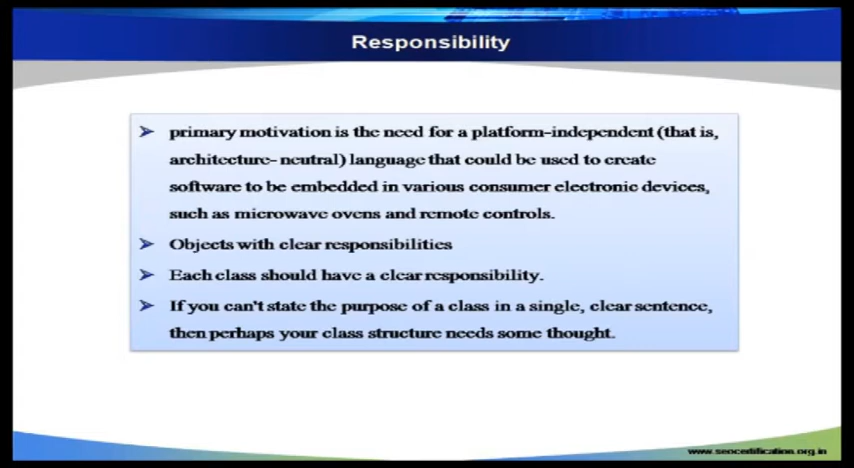 Responsibility
➢ primary motivation is the need for a platform-independent (that is,
architecture- neutral) language that could be used to create
software to be embedded in various consumer electronic devices,
such as microwave ovens and remote controls.
➢ Objects with clear responsibilities
➢ Each class should have a clear responsibility.
➢ If you can't state the purpose of a class in a single, clear sentence,
then perhaps your class structure needs some thought.
www.seocertification.org.in